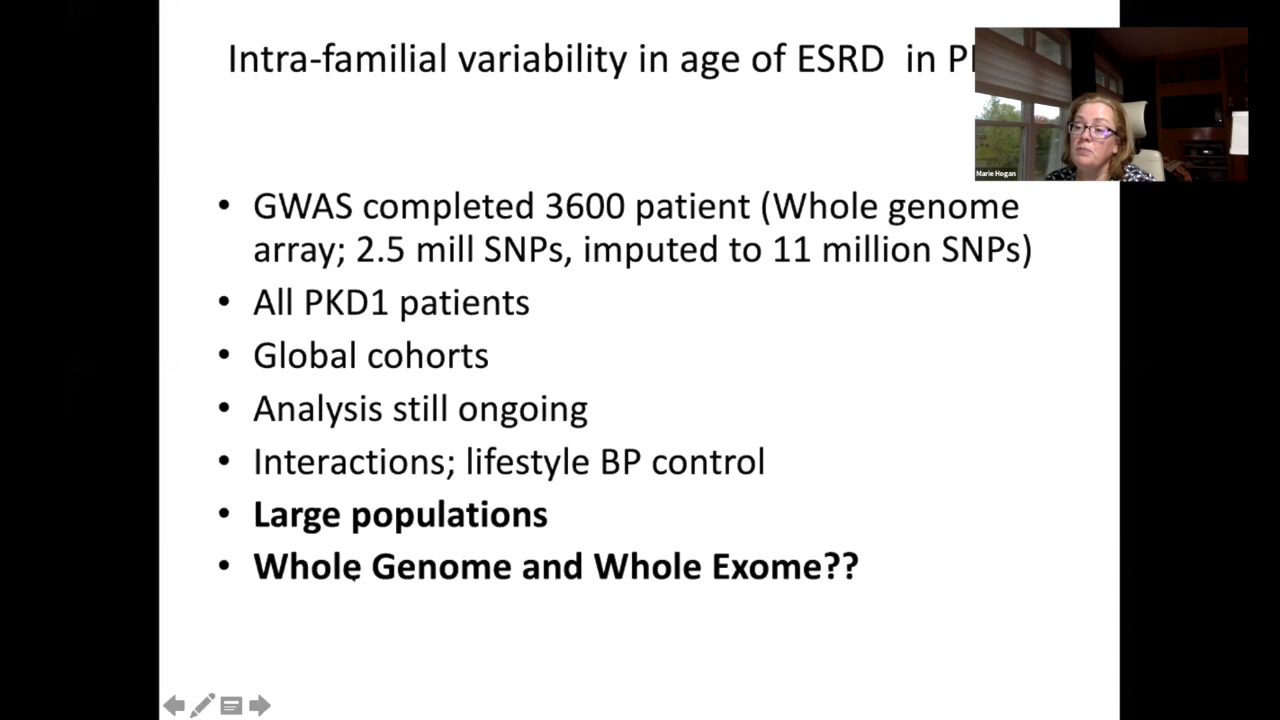 Intra-familial variability in age of ESRD in
Marie Hogan
• GWAS completed 3600 patient (Whole genome
array; 2.5 mill SNPs, imputed to 11 million SNPs)
• All PKD1 patients
• Global cohorts
• Analysis still ongoing
• Interactions; lifestyle BP control
• Large populations
• Whole Genome and Whole Exome??